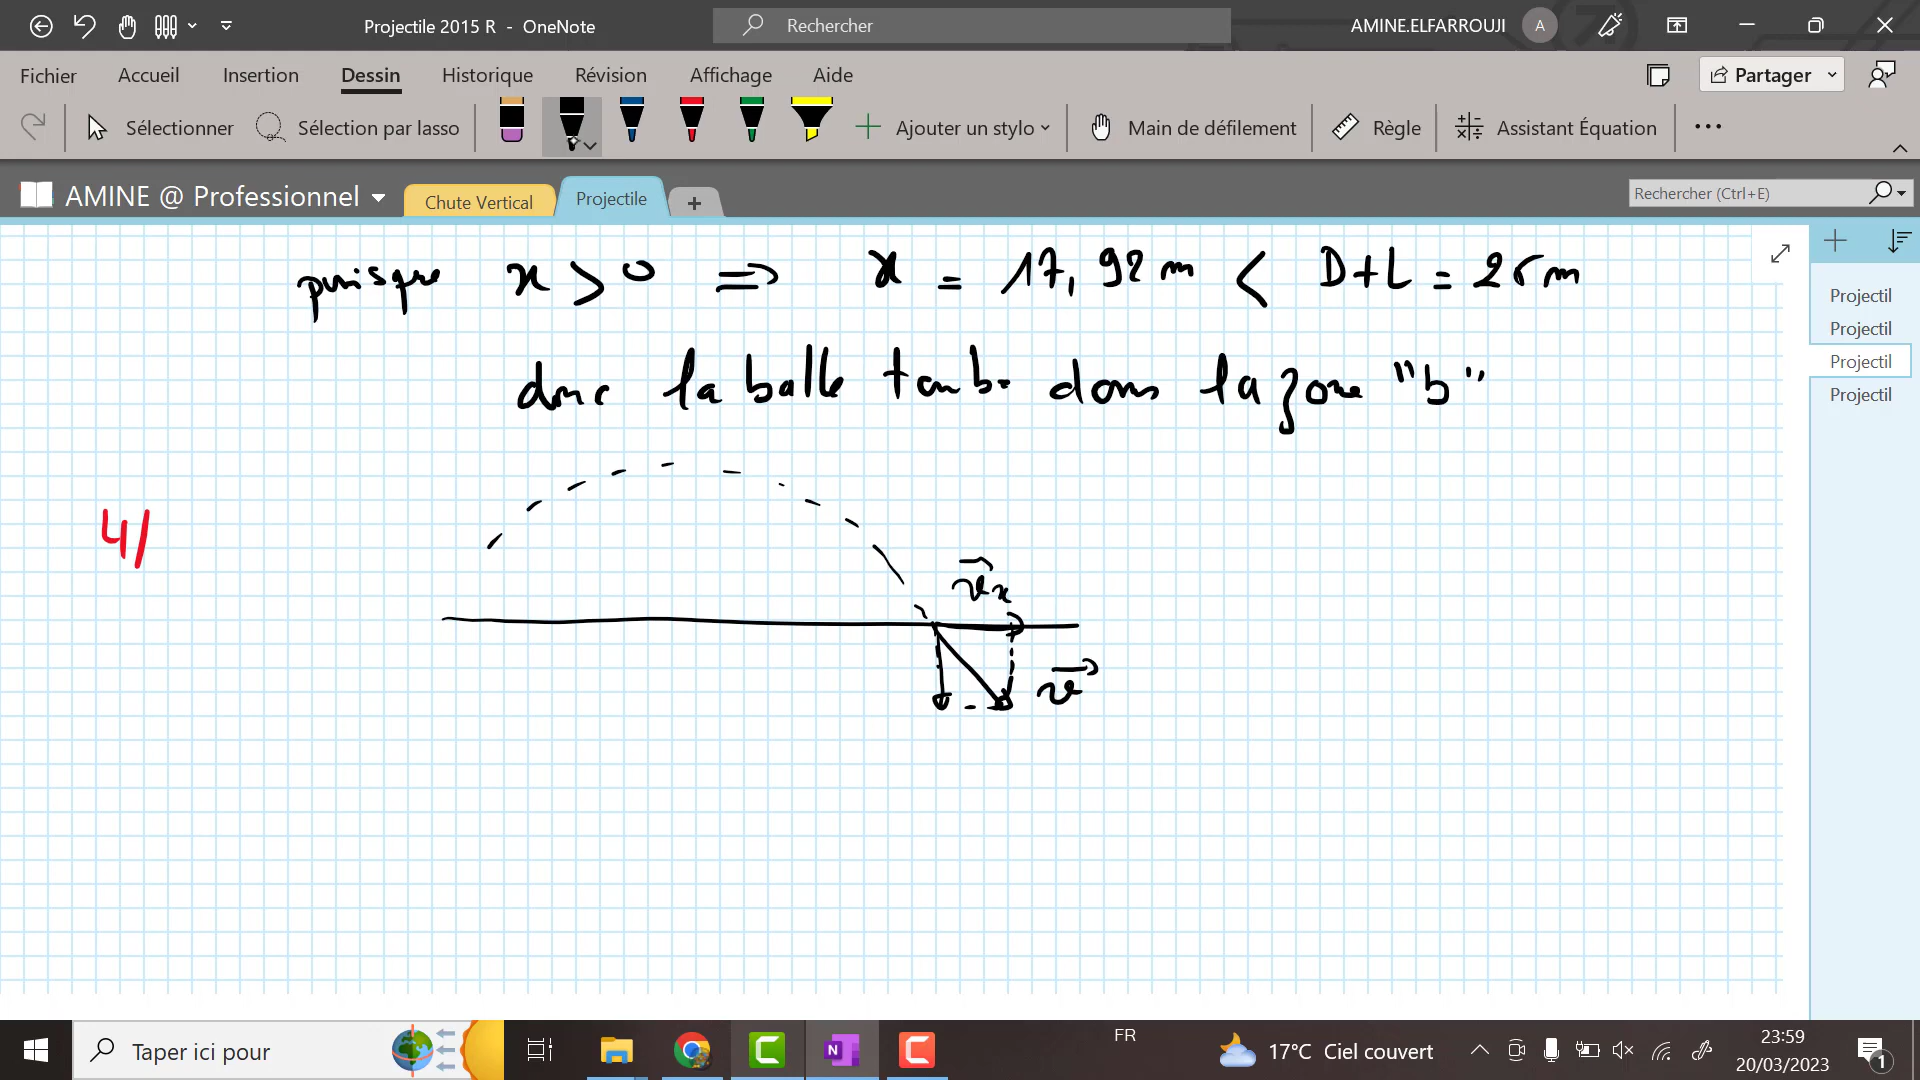 Projectile 2015 R - OneNote
Rechercher
AMINE.ELFARROUJI
A
Fichier Accueil Insertion Dessin Historique Révision Affichage Aide
Partager
Sélectionner Sélection par lasso
Ajouter un stylo
Main de défilement
Règle
Assistant Équation
AMINE @ Professionnel
Chute Vertical
Projectile
+
Rechercher (Ctrl+E)
puisque x > 0 ⇒ x = 17,92 m < D+L = 25 m
donc la balle tombe dans la zone "b"
4/
vx
v
Projectil
Projectil
Projectil
Projectil
Taper ici pour
N
FR
17°C Ciel couvert
23:59
20/03/2023
1